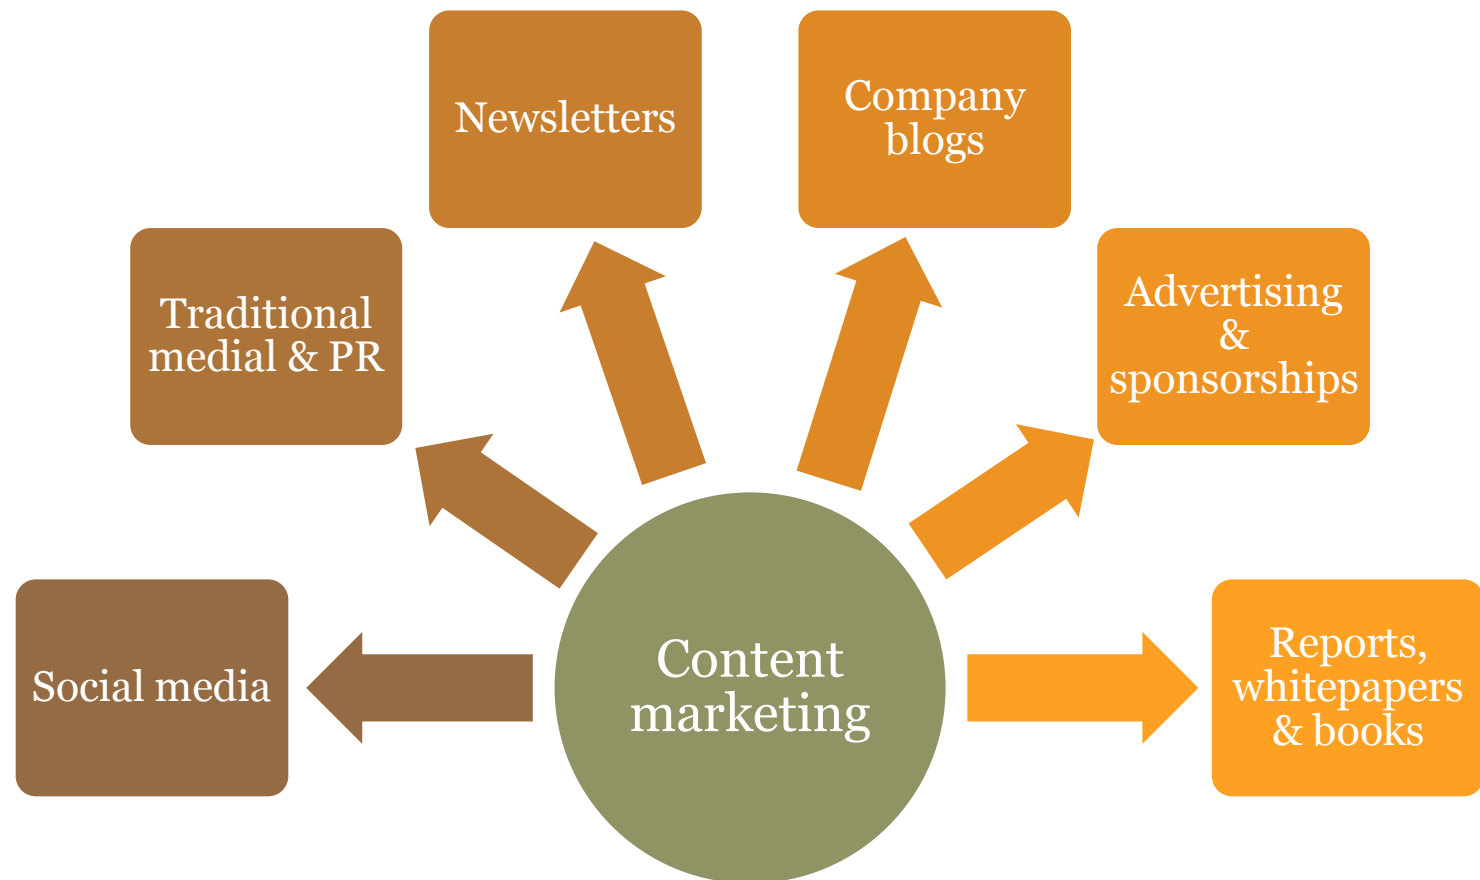 Newsletters
Company
blogs
Traditional
medial & PR
Advertising
&
sponsorships
Social media
Content
marketing
Reports,
whitepapers
& books